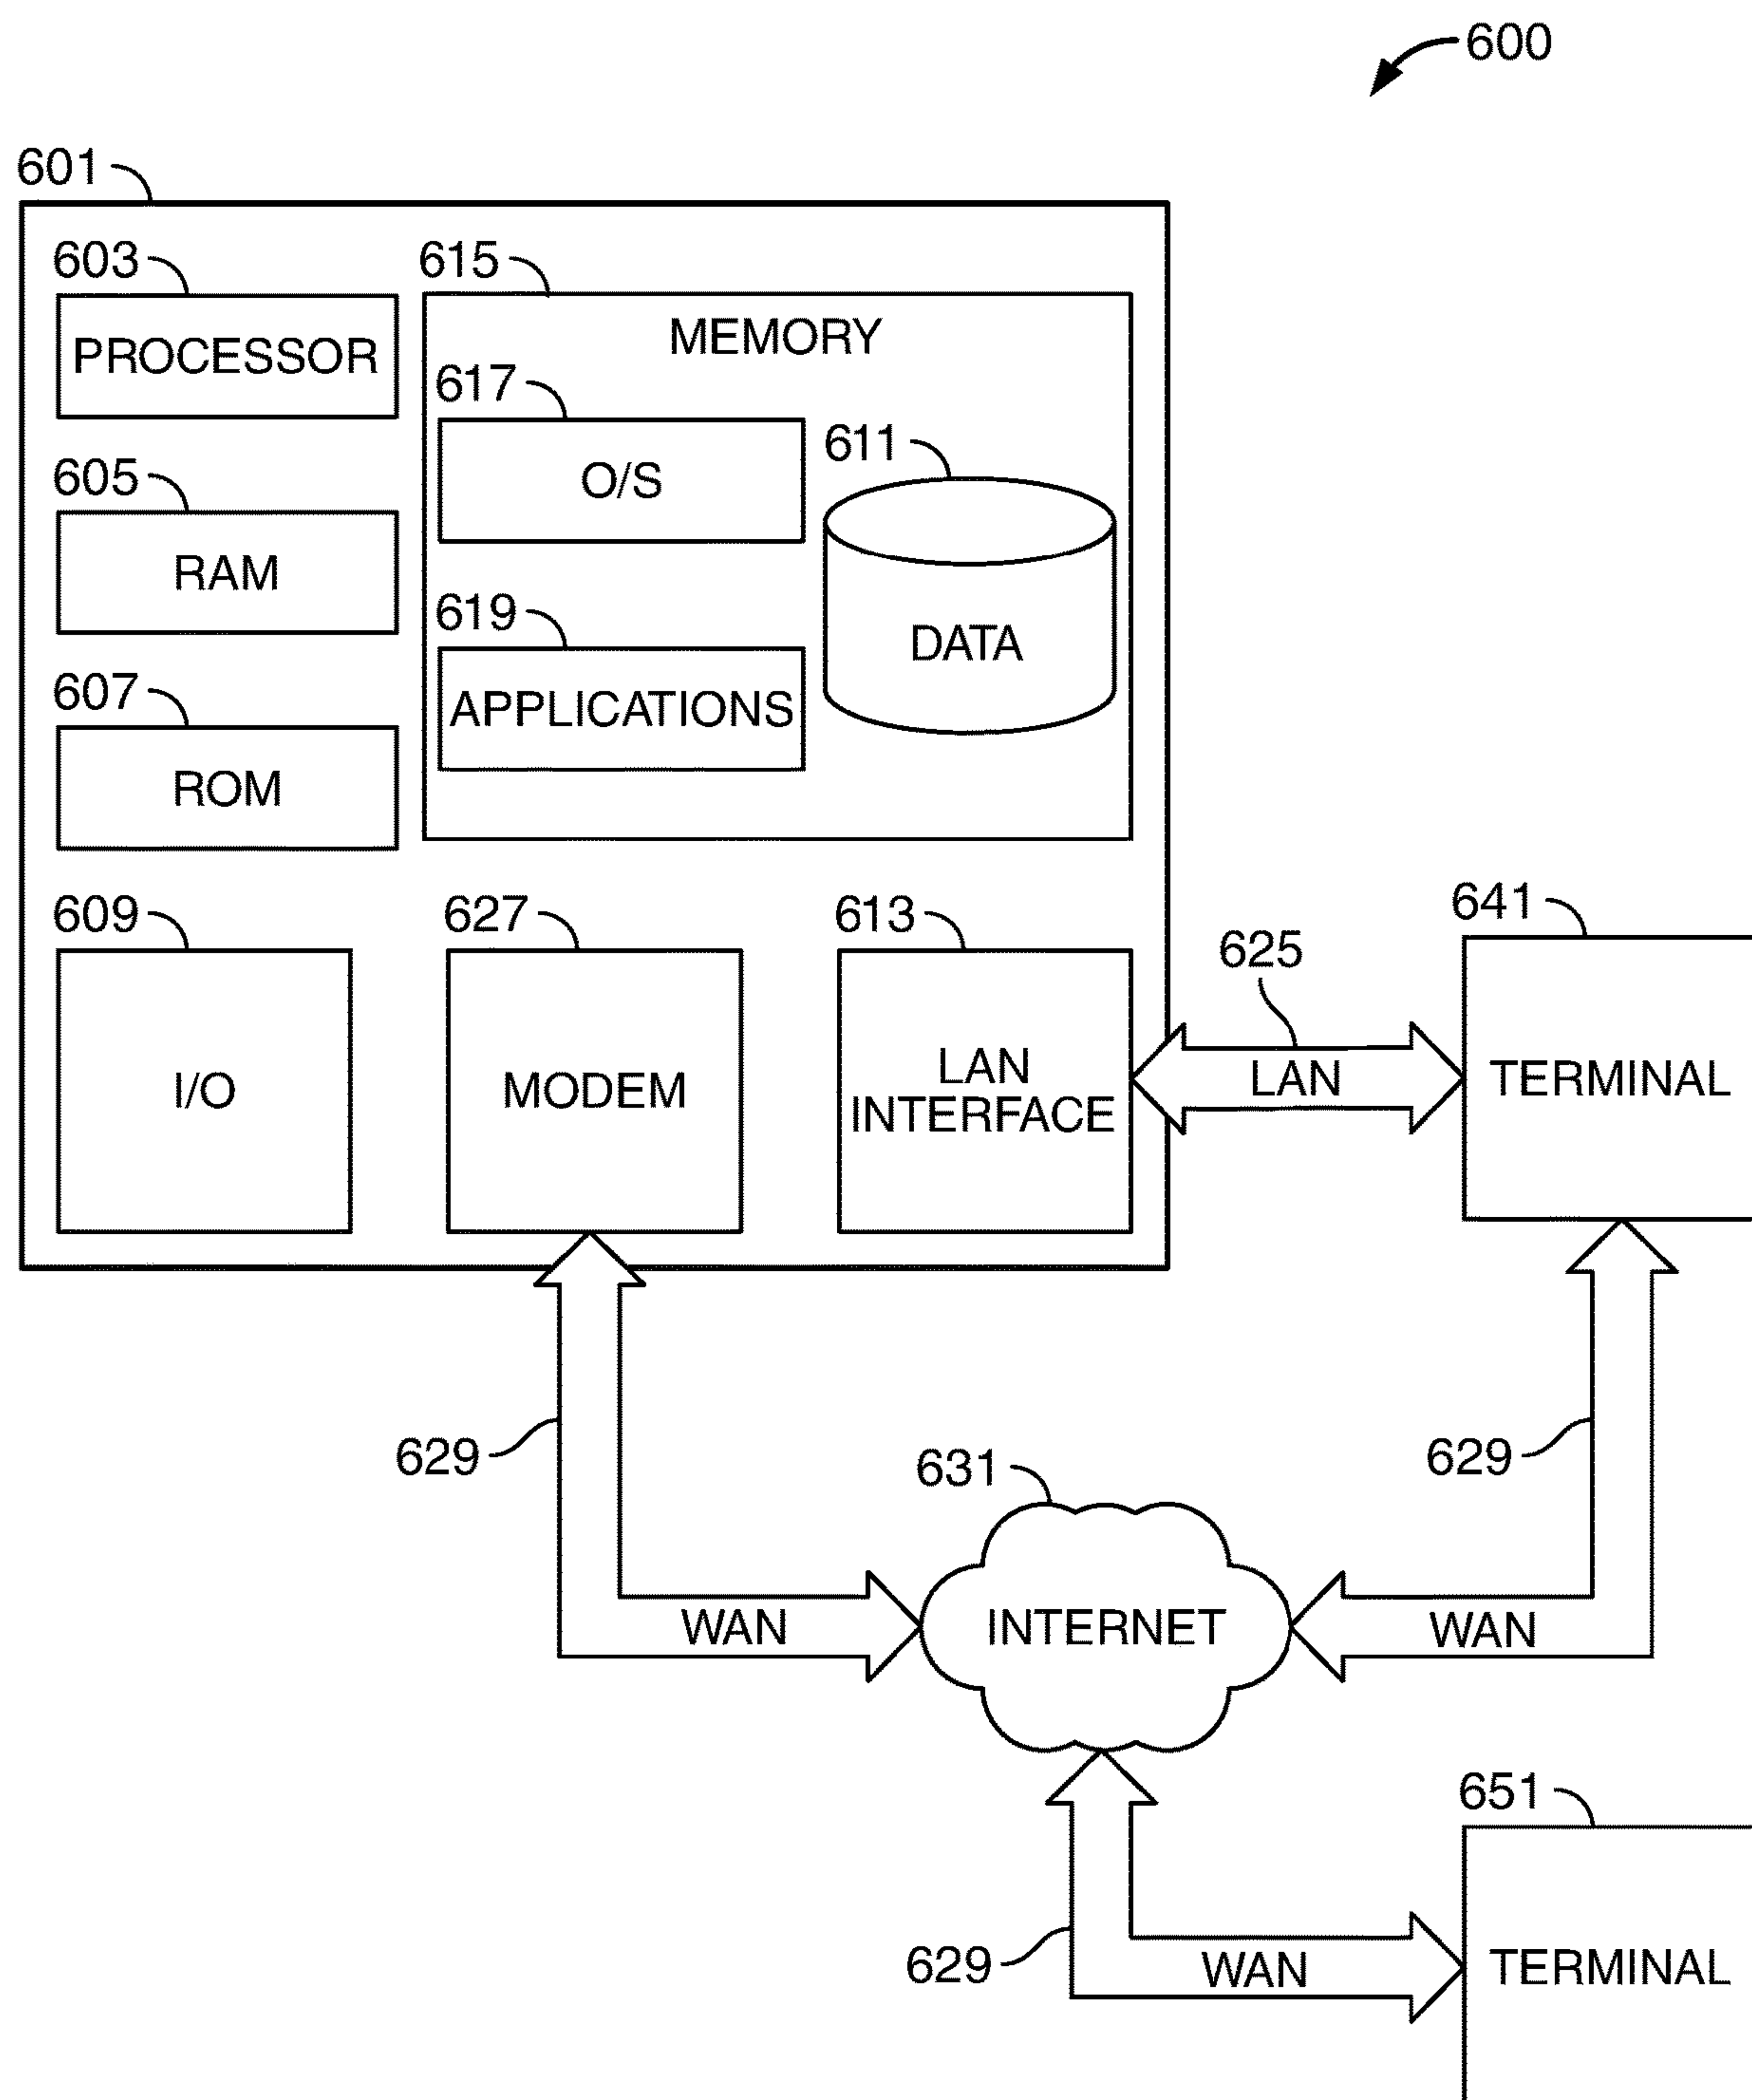 600
601
603
615
PROCESSOR
MEMORY
617
611
O/S
605
RAM
619
DATA
APPLICATIONS
607
ROM
609
627
613
641
625
I/O
MODEM
LAN
INTERFACE
LAN
TERMINAL
629
629
631
WAN
INTERNET
WAN
651
629
WAN
TERMINAL